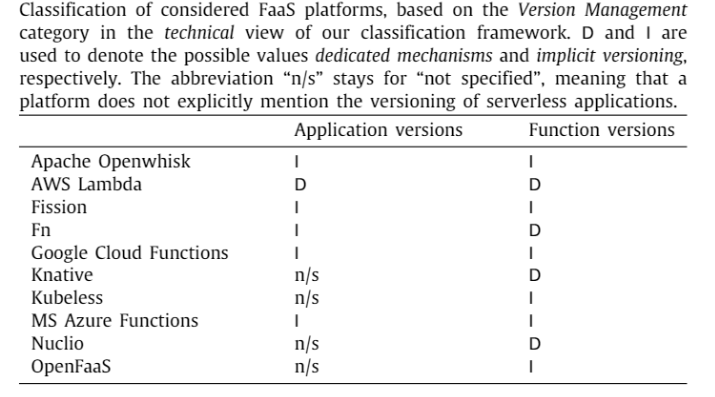 Classification of considered FaaS platforms, based on the Version Management
category in the technical view of our classification framework. D and I are
used to denote the possible values dedicated mechanisms and implicit versioning,
respectively. The abbreviation “n/s” stays for “not specified”, meaning that a
platform does not explicitly mention the versioning of serverless applications.
Application versions Function versions
Apache Openwhisk I I
AWS Lambda D D
Fission I I
Fn I D
Google Cloud Functions I I
Knative n/s D
Kubeless n/s I
MS Azure Functions I I
Nuclio n/s D
OpenFaaS n/s I